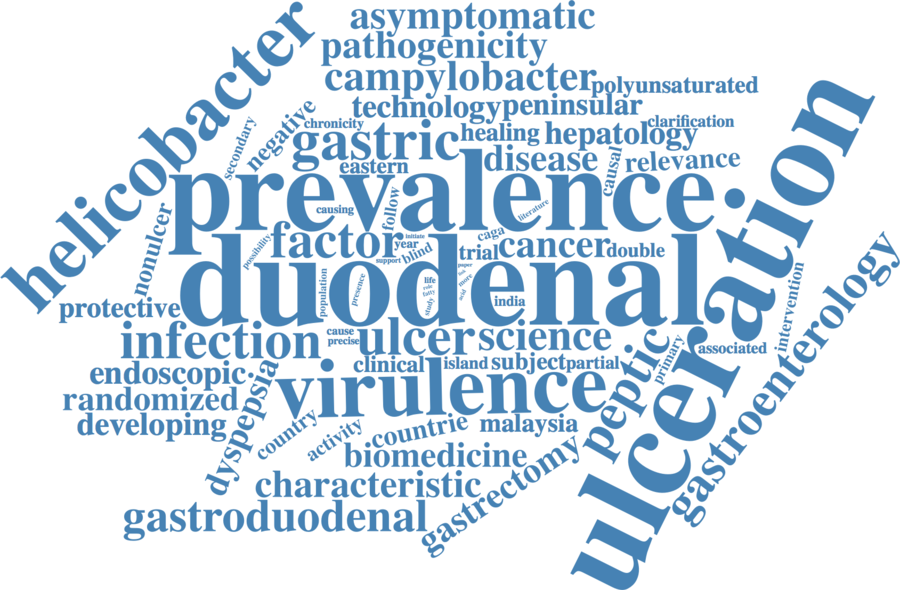 asymptomatic
pathogenicity
helicobacter
campylobacter
polyunsaturated
technology
peninsular
clarification
chronicity
negative
secondary
gastric
healing
hepatology
eastern
disease
causal
relevance
prevalence
ulceration
follow
literature
causing
nonulcer
caga
initiate
factor
year
blind
trial
cancer
double
possibility
support
paper
duodenal
population
presence
life
more
role
fatty
acid
study
india
intervention
gastroenterology
protective
infection
cause
precise
ulcer
science
peptic
primary
associated
clinical
island
subject
partial
endoscopic
dyspepsia
virulence
randomized
developing
country
activity
countrie
malaysia
biomedicine
gastrectomy
characteristic
gastroduodenal